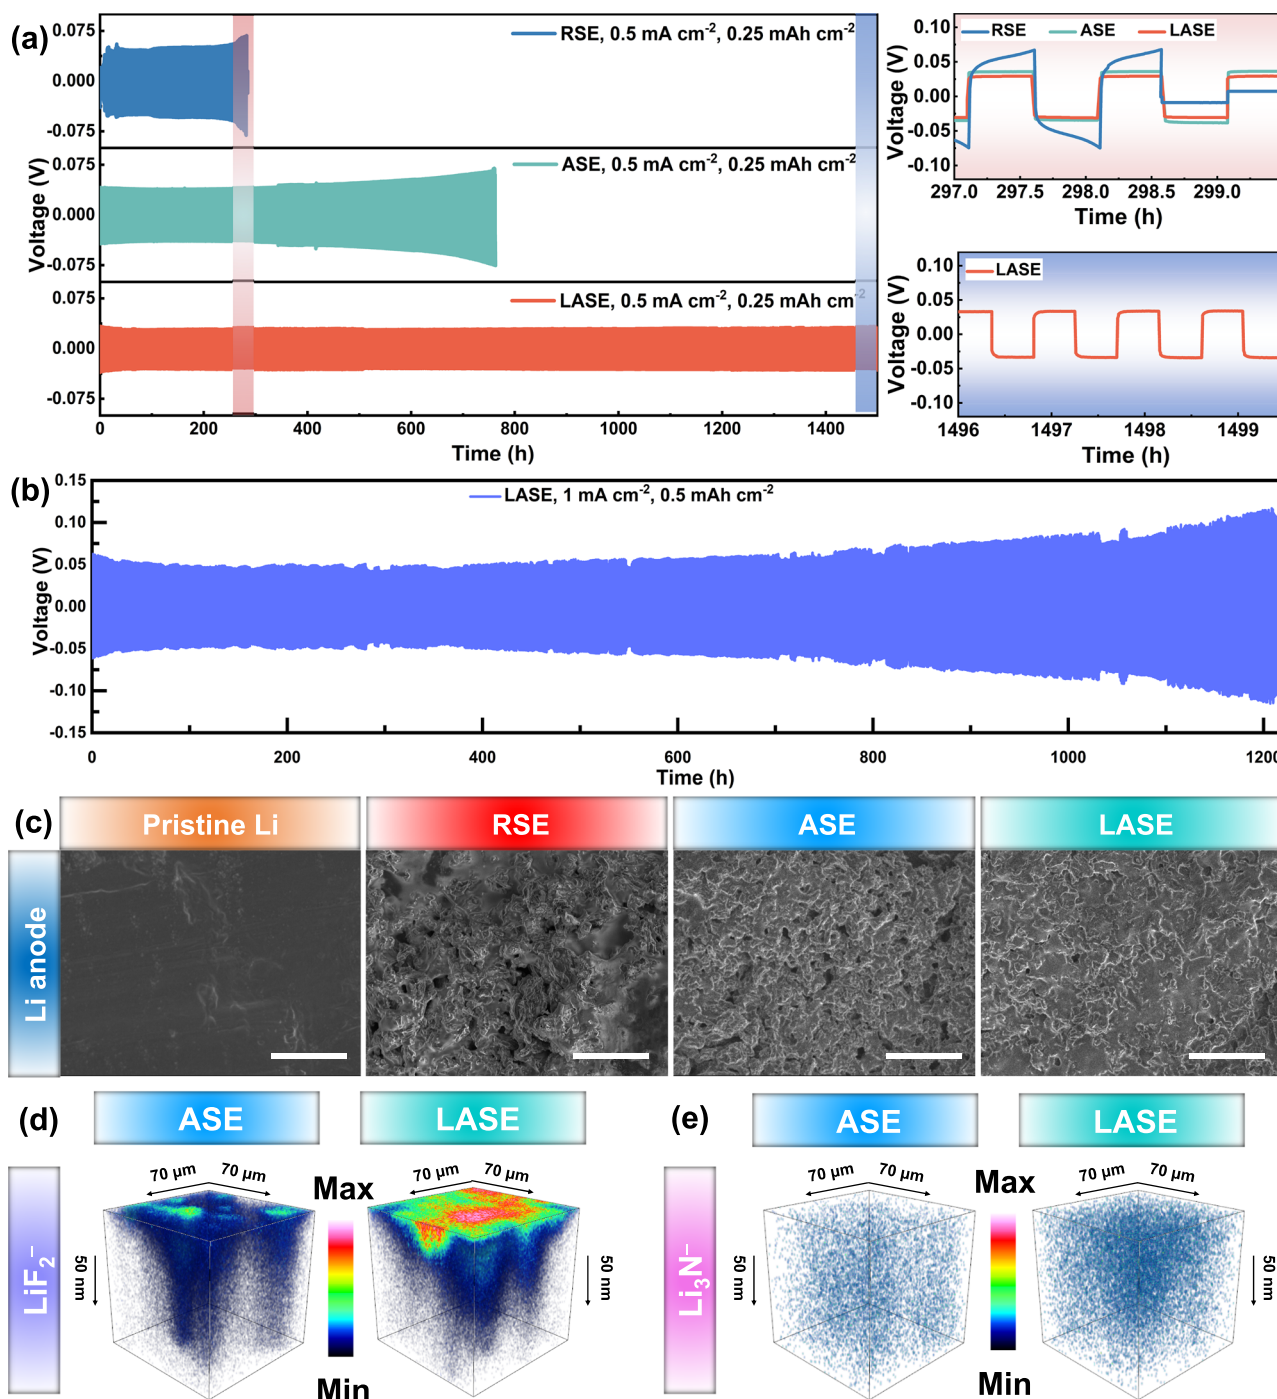 (a)
0.075
0.000
-0.075
0.075
0.000
-0.075
0.075
0.000
-0.075
Voltage (V)
RSE, 0.5 mA cm⁻², 0.25 mAh cm⁻²
ASE, 0.5 mA cm⁻², 0.25 mAh cm⁻²
LASE, 0.5 mA cm⁻², 0.25 mAh cm⁻²
0 200 400 600 800 1000 1200 1400
Time (h)
RSE ASE LASE
0.10
0.05
0.00
-0.05
-0.10
Voltage (V)
297.0 297.5 298.0 298.5 299.0
Time (h)
LASE
0.10
0.05
0.00
-0.05
-0.10
Voltage (V)
1496 1497 1498 1499
Time (h)
(b)
LASE, 1 mA cm⁻², 0.5 mAh cm⁻²
0.15
0.10
0.05
0.00
-0.05
-0.10
-0.15
Voltage (V)
0 200 400 600 800 1000 1200
Time (h)
(c)
Pristine Li RSE ASE LASE
Li anode
(d)
ASE LASE
LiF₂⁻
70 µm 70 µm
50 nm
Max
Min
70 µm 70 µm
50 nm
(e)
ASE LASE
Li₃N⁻
70 µm 70 µm
50 nm
Max
Min
70 µm 70 µm
50 nm